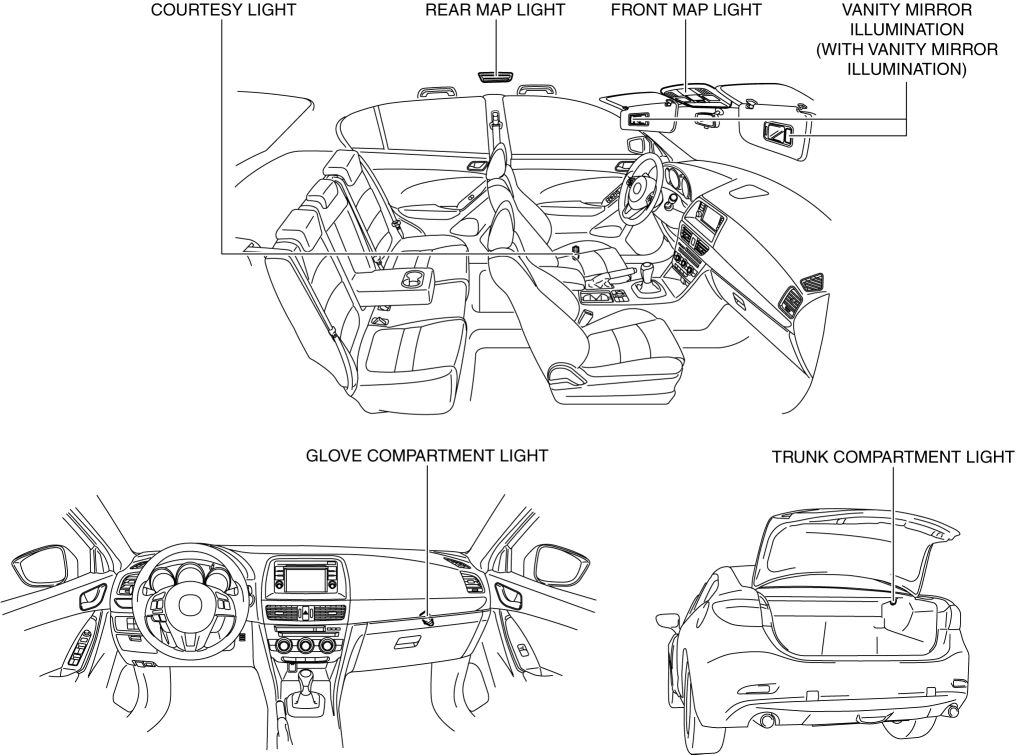 COURTESY LIGHT
REAR MAP LIGHT
FRONT MAP LIGHT
VANITY MIRROR
ILLUMINATION
(WITH VANITY MIRROR
ILLUMINATION)
GLOVE COMPARTMENT LIGHT
TRUNK COMPARTMENT LIGHT